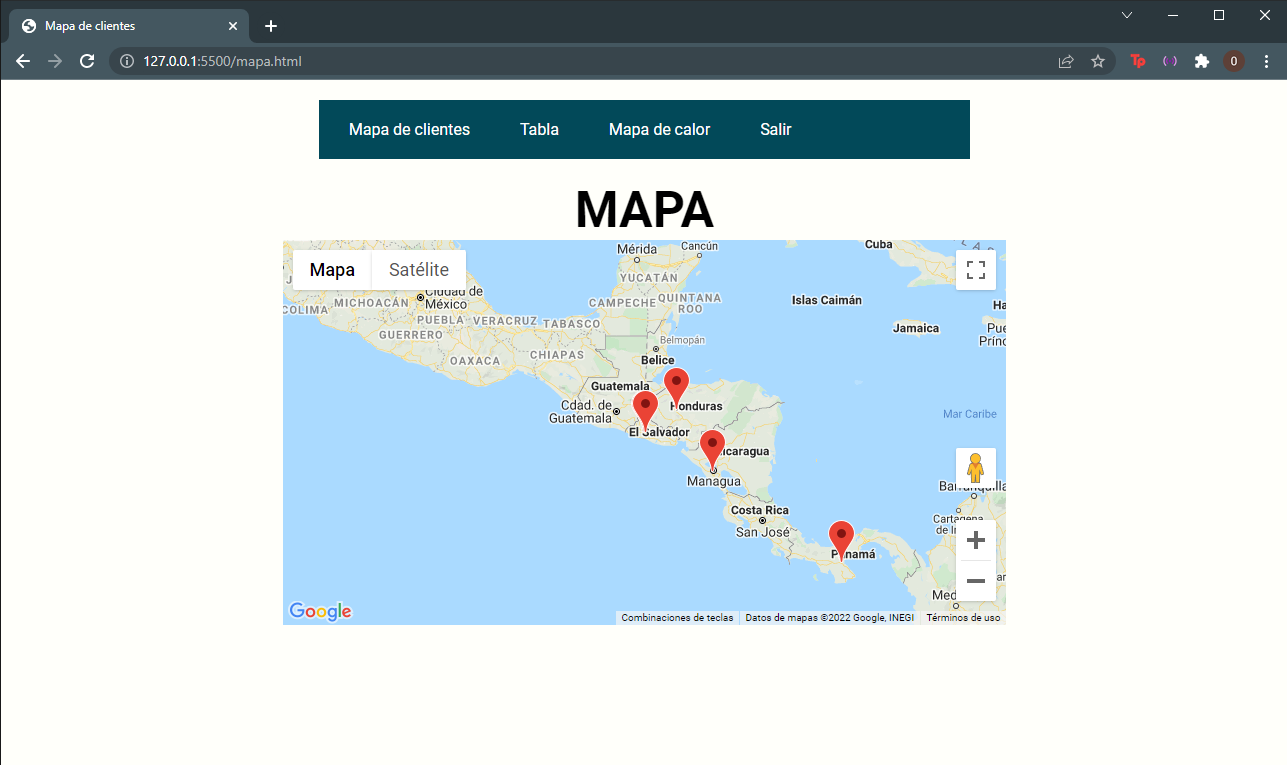 Mapa de clientes
127.0.0.1:5500/mapa.html
Tp
O
Mapa de clientes Tabla Mapa de calor Salir
MAPA
Mapa Satélite
Mérida
Cancún
Cuba
YUCATÁN
Ciudad de
México
MICHOACÁN
COLIMA
CAMPECHE
QUINTANA
ROO
Islas Caimán
PUEBLA
VERACRUZ
TABASCO
GUERRERO
Jamaica
Belmopán
Belice
CHIAPAS
OAXACA
Guatemala
Cdad. de
Guatemala
Honduras
Mar Caribe
El Salvador
Nicaragua
Managua
Costa Rica
San José
Panamá
Google
Combinaciones de teclas Datos de mapas ©2022 Google, INEGI Términos de uso